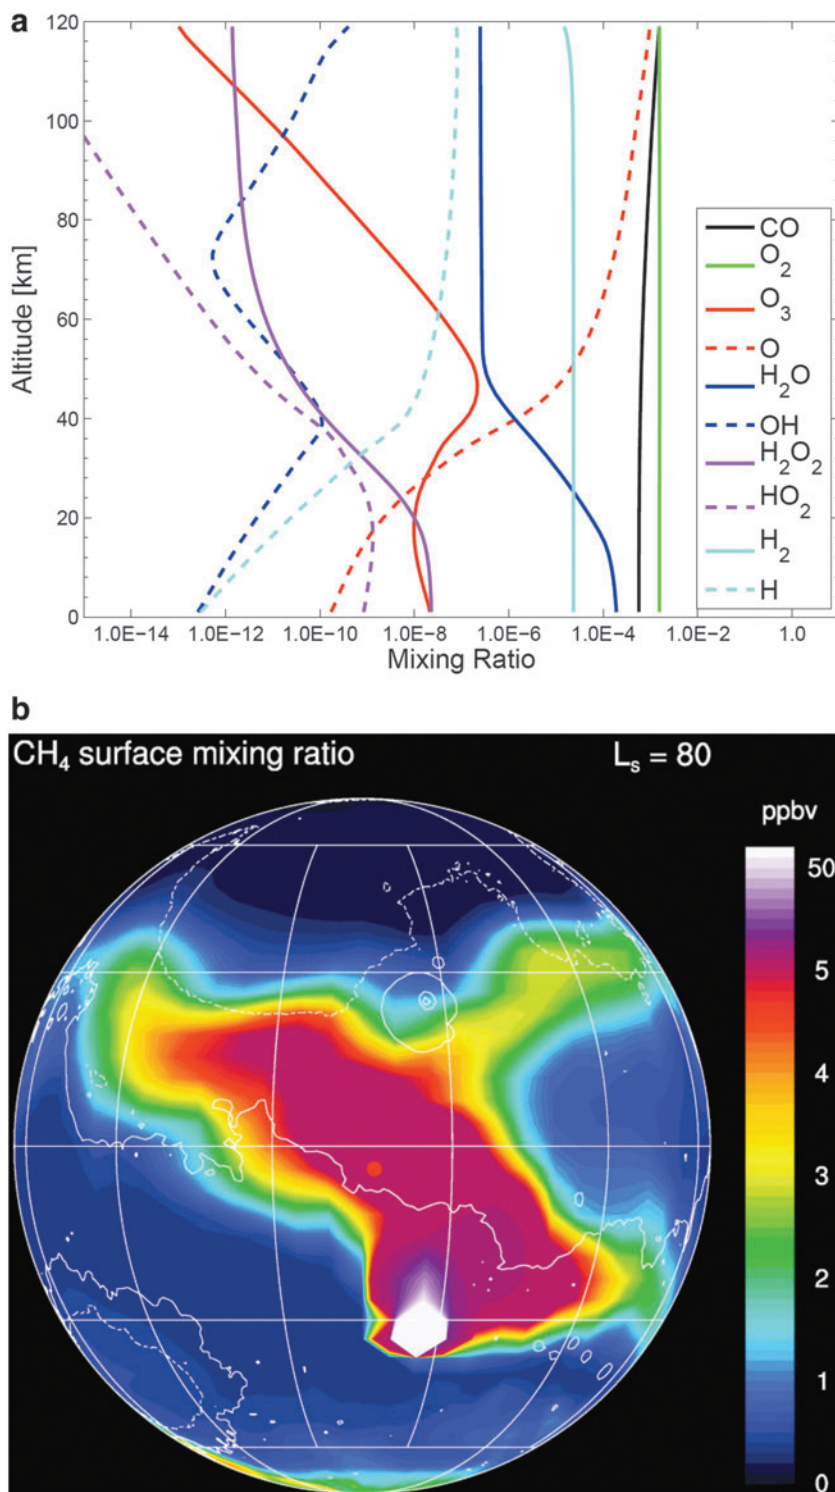 a
120
100
80
60
40
20
0
Altitude [km]
1.0E−14 1.0E−12 1.0E−10 1.0E−8 1.0E−6 1.0E−4 1.0E−2 1.0
Mixing Ratio
CO
O₂
O₃
O
H₂O
OH
H₂O₂
HO₂
H₂
H
b
CH₄ surface mixing ratio Lₛ = 80
ppbv
50
5
4
3
2
1
0